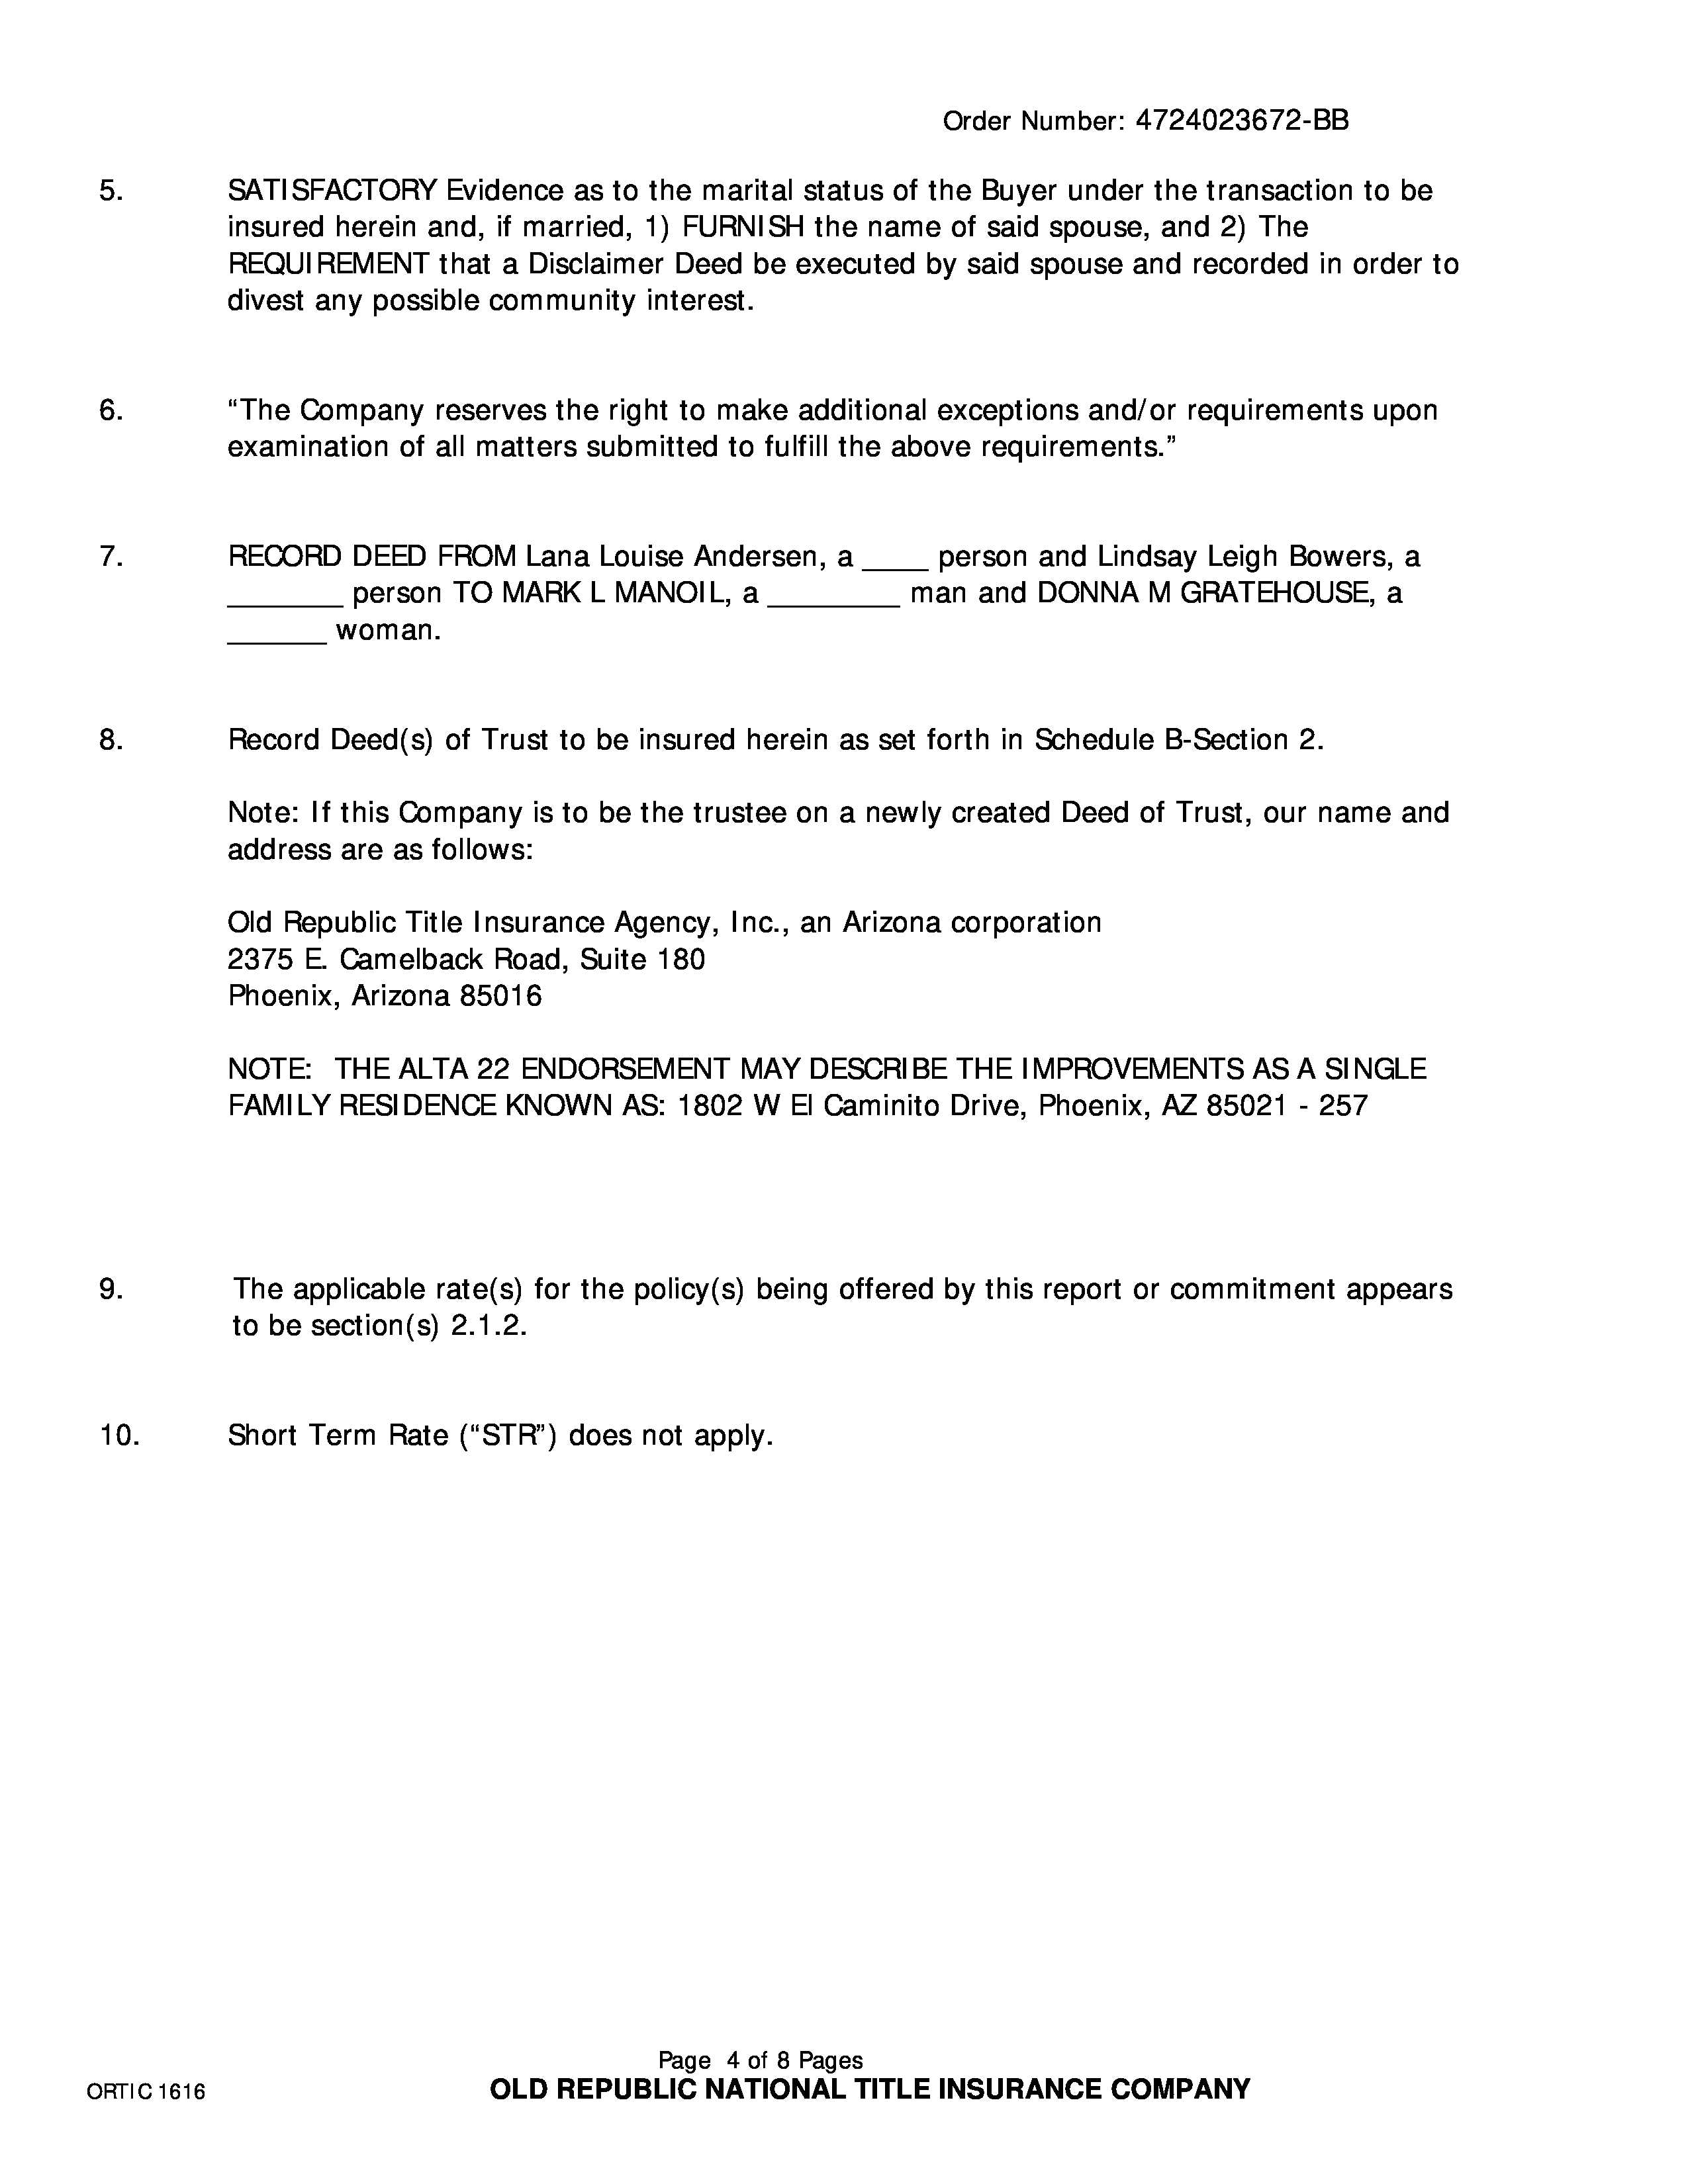 Order Number: 4724023672-BB
5. SATISFACTORY Evidence as to the marital status of the Buyer under the transaction to be
insured herein and, if married, 1) FURNISH the name of said spouse, and 2) The
REQUIREMENT that a Disclaimer Deed be executed by said spouse and recorded in order to
divest any possible community interest.
6. “The Company reserves the right to make additional exceptions and/or requirements upon
examination of all matters submitted to fulfill the above requirements.”
7. RECORD DEED FROM Lana Louise Andersen, a ____ person and Lindsay Leigh Bowers, a
_______ person TO MARK L MANOIL, a ________ man and DONNA M GRATEHOUSE, a
______ woman.
8. Record Deed(s) of Trust to be insured herein as set forth in Schedule B-Section 2.
Note: If this Company is to be the trustee on a newly created Deed of Trust, our name and
address are as follows:
Old Republic Title Insurance Agency, Inc., an Arizona corporation
2375 E. Camelback Road, Suite 180
Phoenix, Arizona 85016
NOTE: THE ALTA 22 ENDORSEMENT MAY DESCRIBE THE IMPROVEMENTS AS A SINGLE
FAMILY RESIDENCE KNOWN AS: 1802 W El Caminito Drive, Phoenix, AZ 85021 - 257
9. The applicable rate(s) for the policy(s) being offered by this report or commitment appears
to be section(s) 2.1.2.
10. Short Term Rate (“STR”) does not apply.
Page 4 of 8 Pages
ORTIC 1616 OLD REPUBLIC NATIONAL TITLE INSURANCE COMPANY